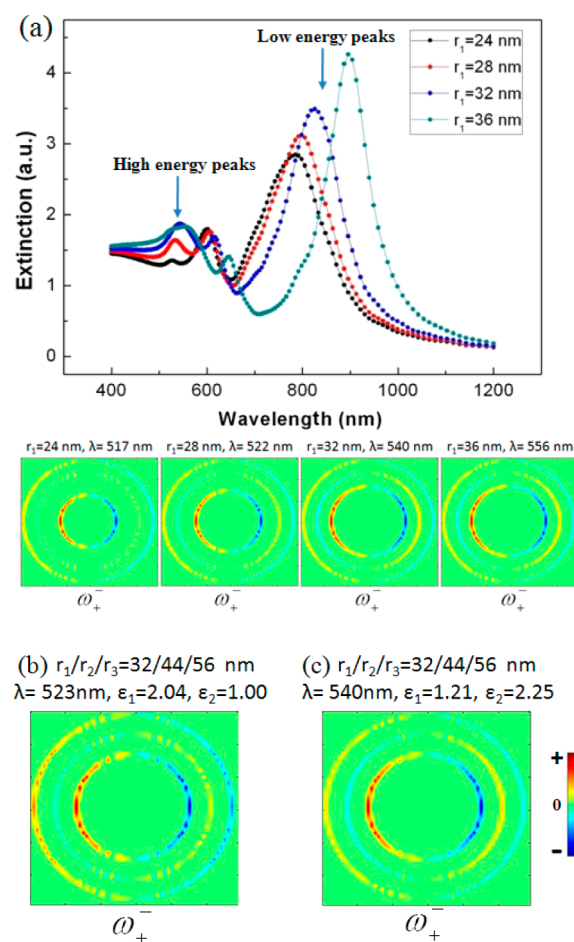 (a)
Low energy peaks
High energy peaks
r₁=24 nm
r₁=28 nm
r₁=32 nm
r₁=36 nm
Extinction (a.u.)
4
3
2
1
0
400 600 800 1000 1200
Wavelength (nm)
r₁=24 nm, λ= 517 nm r₁=28 nm, λ= 522 nm r₁=32 nm, λ= 540 nm r₁=36 nm, λ= 556 nm
ω₊⁻ ω₊⁻ ω₊⁻ ω₊⁻
(b) r₁/r₂/r₃=32/44/56 nm
λ= 523nm, ε₁=2.04, ε₂=1.00
ω₊⁻
(c) r₁/r₂/r₃=32/44/56 nm
λ= 540nm, ε₁=1.21, ε₂=2.25
ω₊⁻
+
0
-